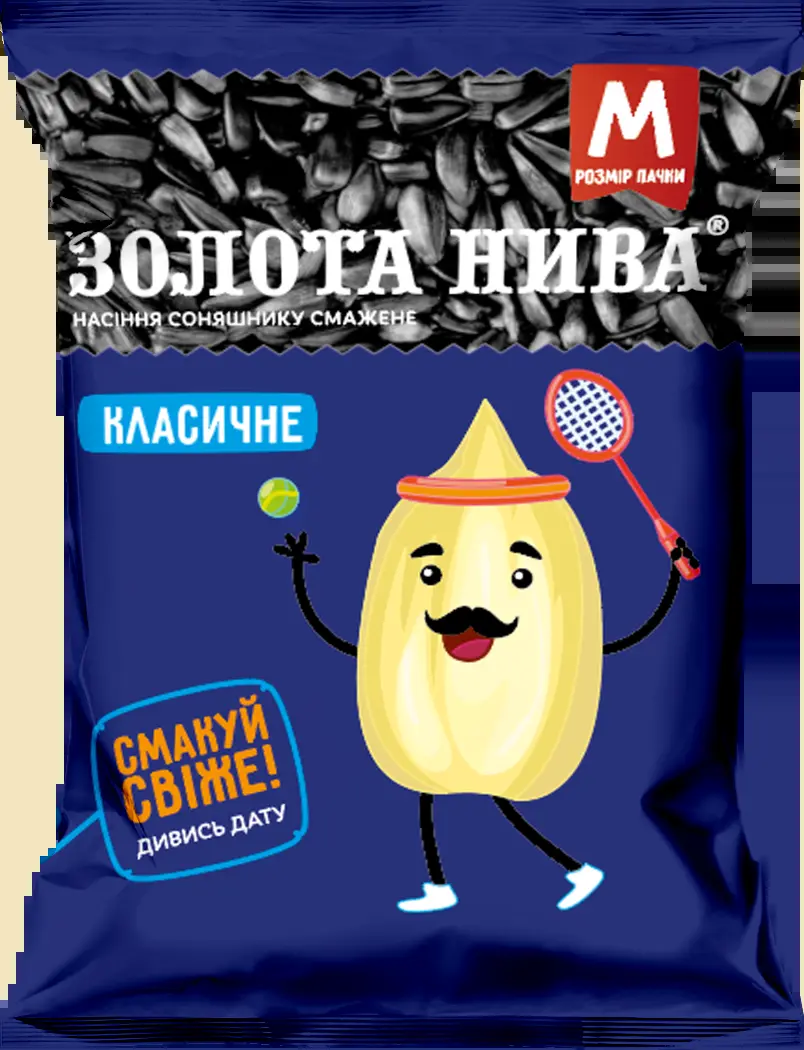 М
РОЗМІР ПАЧКИ
ЗОЛОТА НИВА®
НАСІННЯ СОНЯШНИКУ СМАЖЕНЕ
КЛАСИЧНЕ
СМАКУЙ
СВІЖЕ!
ДИВИСЬ ДАТУ